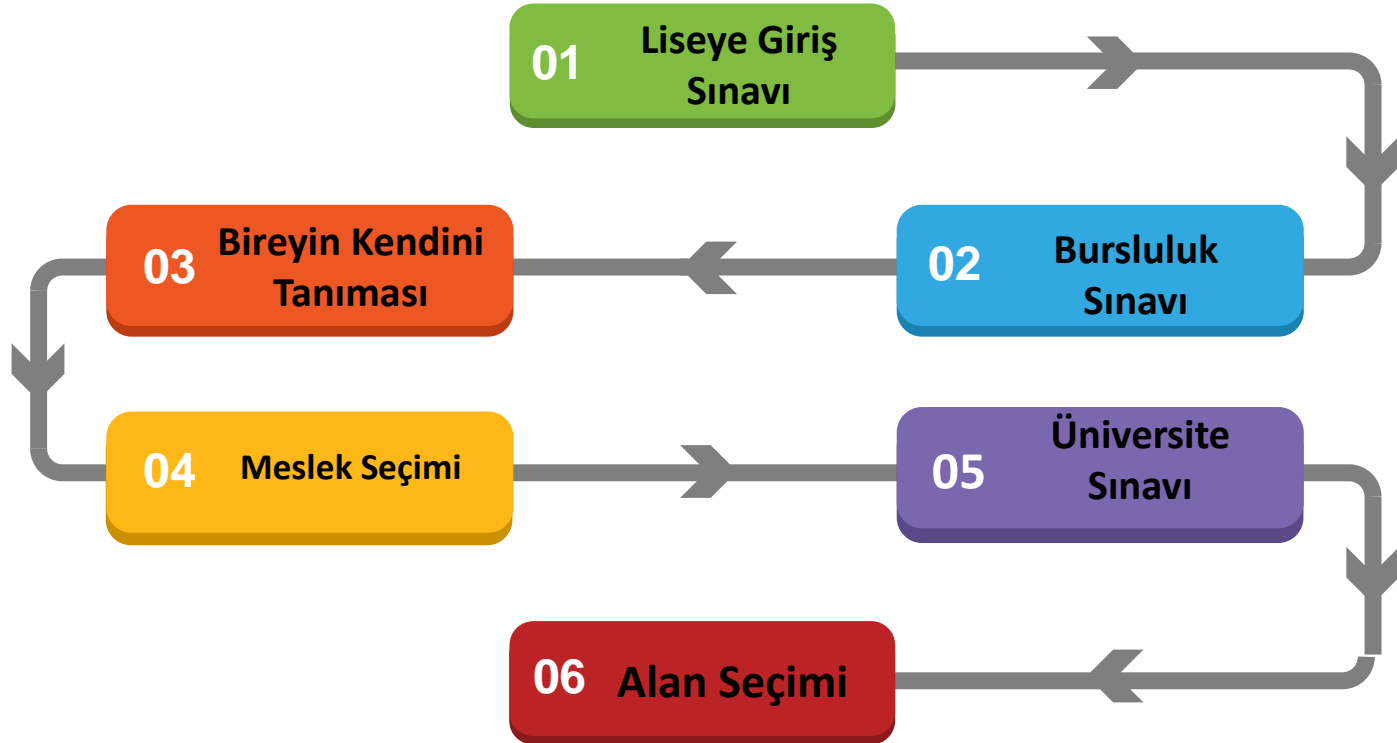 01
Liseye Giriş
Sınavı
02
Bursluluk
Sınavı
03
Bireyin Kendini
Tanıması
04
Meslek Seçimi
05
Üniversite
Sınavı
06
Alan Seçimi